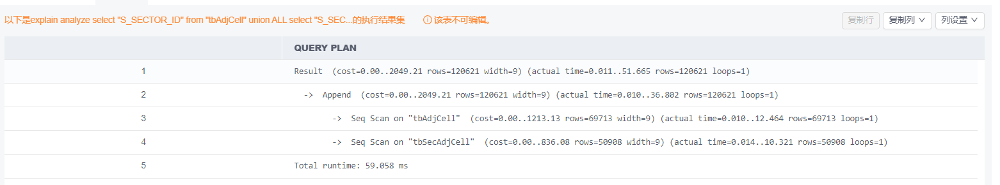 以下是explain analyze select "S_SECTOR_ID" from "tbAdjCell" union ALL select "S_SEC...的执行结果集 该表不可编辑。 复制行 复制列 列设置
QUERY PLAN
1 Result (cost=0.00..2049.21 rows=120621 width=9) (actual time=0.011..51.665 rows=120621 loops=1)
2 -> Append (cost=0.00..2049.21 rows=120621 width=9) (actual time=0.010..36.802 rows=120621 loops=1)
3 -> Seq Scan on "tbAdjCell" (cost=0.00..1213.13 rows=69713 width=9) (actual time=0.010..12.464 rows=69713 loops=1)
4 -> Seq Scan on "tbSecAdjCell" (cost=0.00..836.08 rows=50908 width=9) (actual time=0.014..10.321 rows=50908 loops=1)
5 Total runtime: 59.058 ms